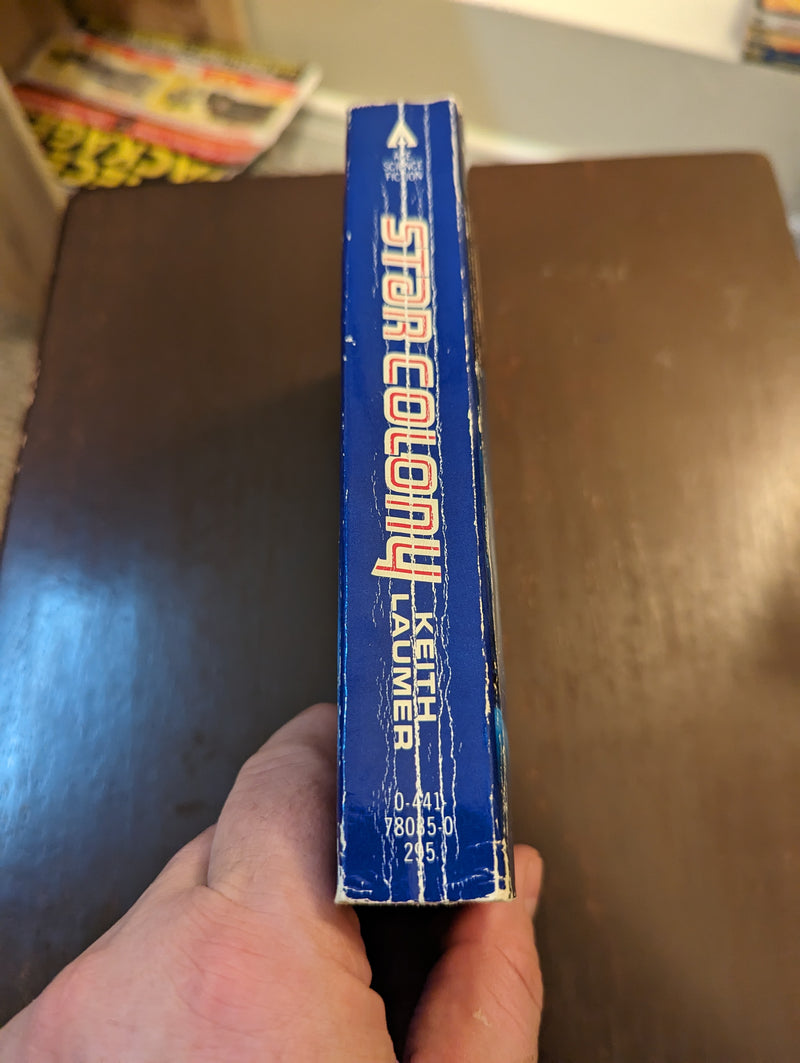 ACE
SCIENCE
FICTION
STAR COLONY
KEITH
LAUMER
0-441-
78035-0
295